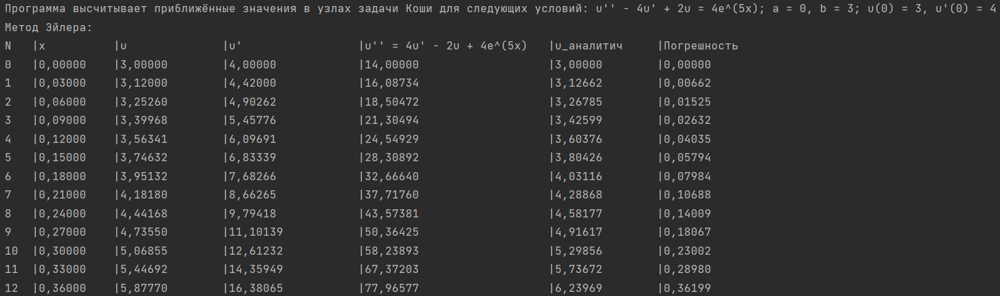 Программа высчитывает приближённые значения в узлах задачи Коши для следующих условий: u'' - 4u' + 2u = 4e^(5x); a = 0, b = 3; u(0) = 3, u'(0) = 4
Метод Эйлера:
N |x |u |u' |u'' = 4u' - 2u + 4e^(5x) |u_аналитич |Погрешность
0 |0,00000 |3,00000 |4,00000 |14,00000 |3,00000 |0,00000
1 |0,03000 |3,12000 |4,42000 |16,08734 |3,12662 |0,00662
2 |0,06000 |3,25260 |4,90262 |18,50472 |3,26785 |0,01525
3 |0,09000 |3,39968 |5,45776 |21,30494 |3,42599 |0,02632
4 |0,12000 |3,56341 |6,09691 |24,54929 |3,60376 |0,04035
5 |0,15000 |3,74632 |6,83339 |28,30892 |3,80426 |0,05794
6 |0,18000 |3,95132 |7,68266 |32,66640 |4,03116 |0,07984
7 |0,21000 |4,18180 |8,66265 |37,71760 |4,28868 |0,10688
8 |0,24000 |4,44168 |9,79418 |43,57381 |4,58177 |0,14009
9 |0,27000 |4,73550 |11,10139 |50,36425 |4,91617 |0,18067
10 |0,30000 |5,06855 |12,61232 |58,23893 |5,29856 |0,23002
11 |0,33000 |5,44692 |14,35949 |67,37203 |5,73672 |0,28980
12 |0,36000 |5,87770 |16,38065 |77,96577 |6,23969 |0,36199